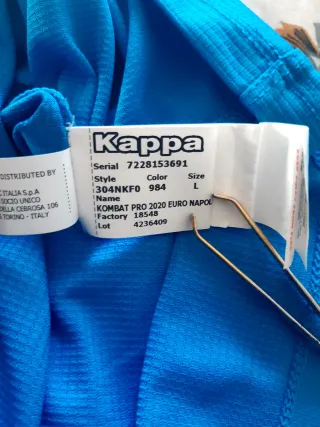 Kappa
Serial 7228153691
Style Color Size
304NKF0 984 L
Name
KOMBAT PRO 2020 EURO NAPOL
Factory 18548
Lot 4236409
DISTRIBUTED BY
ITALIA S.p.A
SOCIO UNICO
DELLA CEBROSA 106
TORINO - ITALY